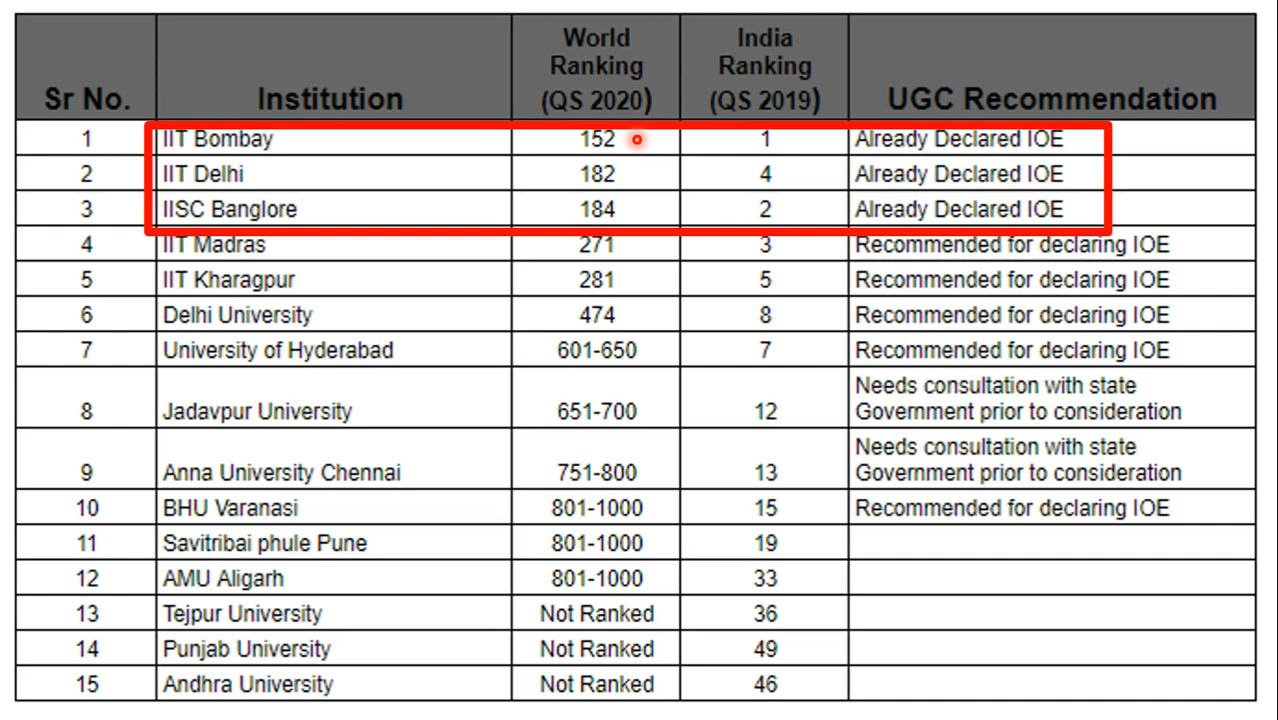 Sr No. Institution World Ranking (QS 2020) India Ranking (QS 2019) UGC Recommendation
1 IIT Bombay 152 1 Already Declared IOE
2 IIT Delhi 182 4 Already Declared IOE
3 IISC Banglore 184 2 Already Declared IOE
4 IIT Madras 271 3 Recommended for declaring IOE
5 IIT Kharagpur 281 5 Recommended for declaring IOE
6 Delhi University 474 8 Recommended for declaring IOE
7 University of Hyderabad 601-650 7 Recommended for declaring IOE
8 Jadavpur University 651-700 12 Needs consultation with state Government prior to consideration
9 Anna University Chennai 751-800 13 Needs consultation with state Government prior to consideration
10 BHU Varanasi 801-1000 15 Recommended for declaring IOE
11 Savitribai phule Pune 801-1000 19
12 AMU Aligarh 801-1000 33
13 Tejpur University Not Ranked 36
14 Punjab University Not Ranked 49
15 Andhra University Not Ranked 46